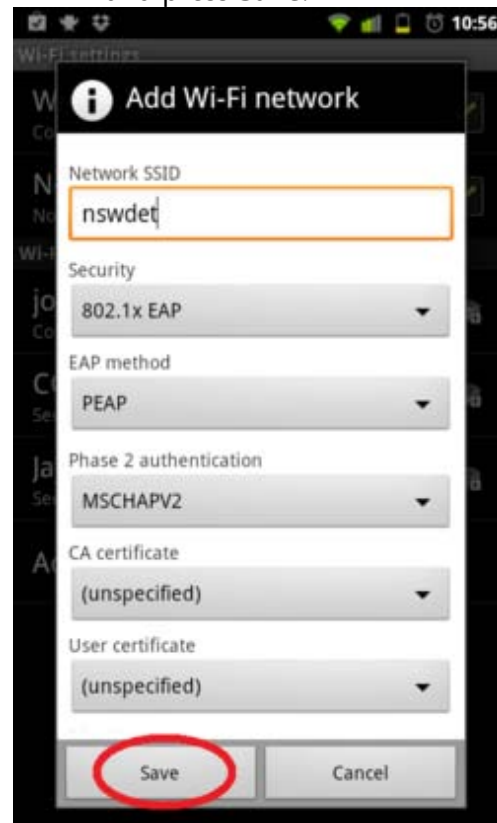 10:56
Wi-Fi settings
Add Wi-Fi network
Network SSID
nswdet
Security
802.1x EAP
EAP method
PEAP
Phase 2 authentication
MSCHAPV2
CA certificate
(unspecified)
User certificate
(unspecified)
Save
Cancel